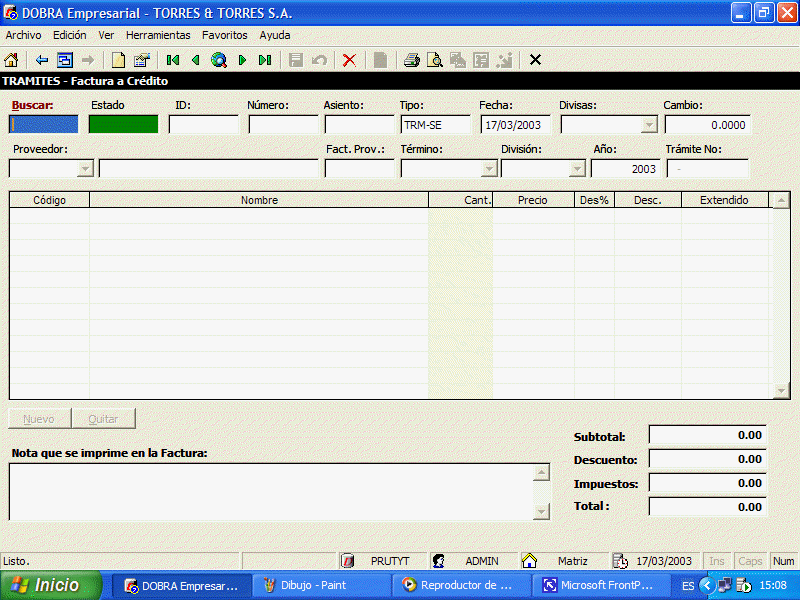 DOBRA Empresarial - TORRES & TORRES S.A.
Archivo Edición Ver Herramientas Favoritos Ayuda
TRAMITES - Factura a Crédito
Buscar: Estado ID: Número: Asiento: Tipo: Fecha: Divisas: Cambio:
TRM-SE 17/03/2003 0.0000
Proveedor: Fact. Prov.: Término: División: Año: Trámite No:
2003 -
Código Nombre Cant. Precio Des% Desc. Extendido
Nuevo Quitar
Subtotal: 0.00
Nota que se imprime en la Factura:
Descuento: 0.00
Impuestos: 0.00
Total : 0.00
Listo. PRUTYT ADMIN Matriz 17/03/2003 Ins Caps Num
Inicio DOBRA Empresar... Dibujo - Paint Reproductor de ... Microsoft FrontP... ES 15:08